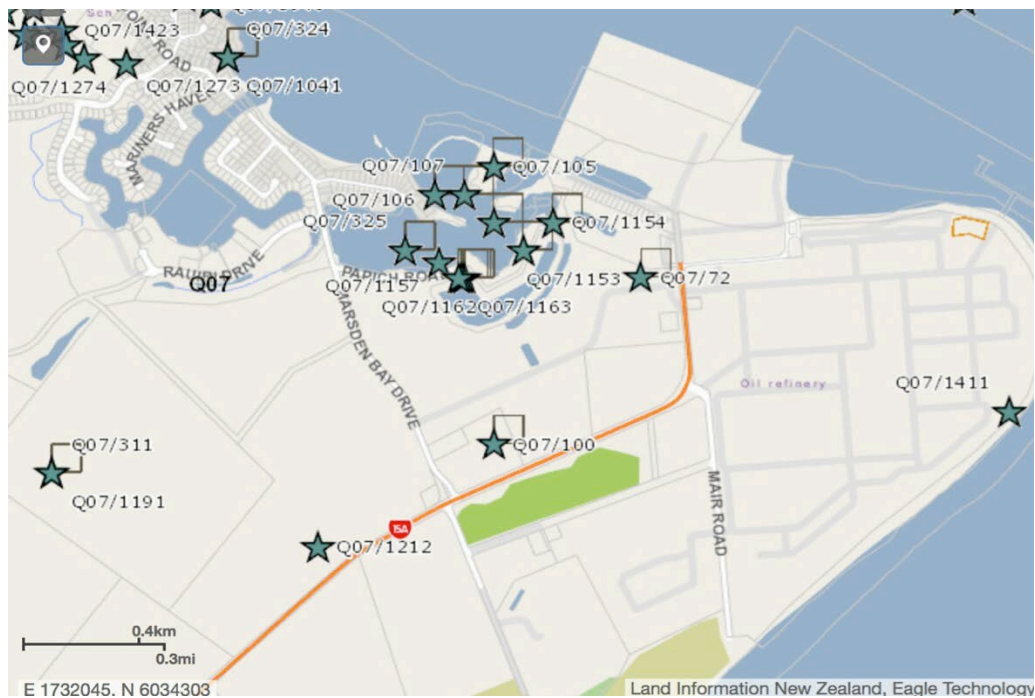 Sch
Q07/1423
Q07/324
Q07/1274
Q07/1273
Q07/1041
MARINERS HAVEN
Q07/107
Q07/105
Q07/106
Q07/325
Q07/1154
RAUIRI DRIVE
Q07
PAPICH ROAD
Q07/1157
Q07/1153
Q07/72
Q07/1162
Q07/1163
MARSDEN BAY DRIVE
Oil refinery
Q07/1411
Q07/311
Q07/100
Q07/1191
MAIR ROAD
15A
Q07/1212
0.4km
0.3mi
E 1732045, N 6034303
Land Information New Zealand, Eagle Technology